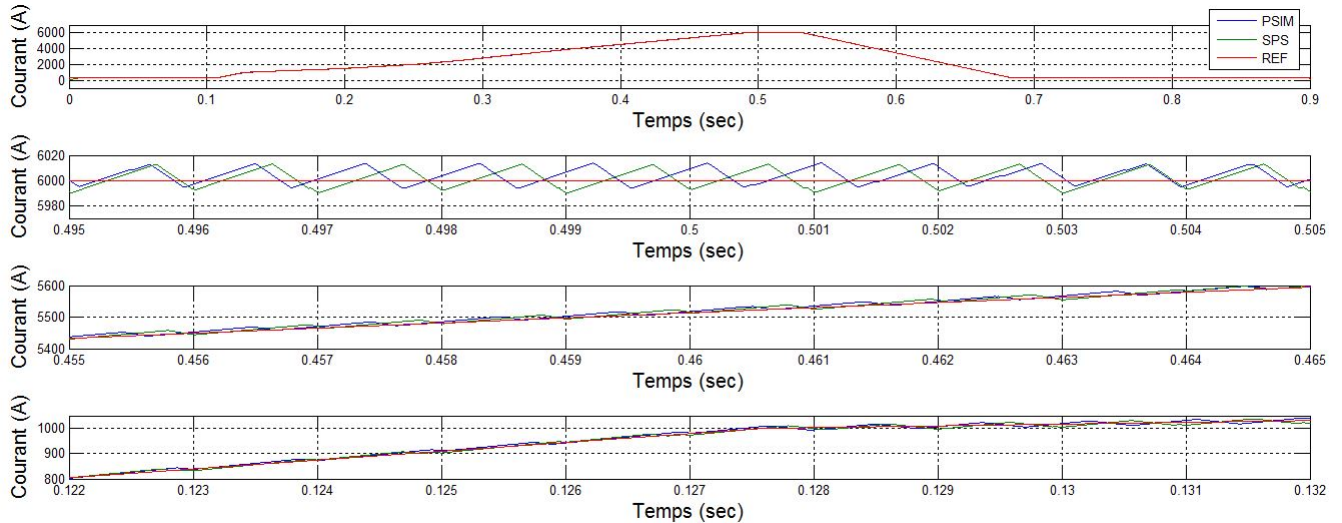 Courant (A)
6000
4000
2000
0
0 0.1 0.2 0.3 0.4 0.5 0.6 0.7 0.8 0.9
Temps (sec)
PSIM
SPS
REF
Courant (A)
6020
6000
5980
0.495 0.496 0.497 0.498 0.499 0.5 0.501 0.502 0.503 0.504 0.505
Temps (sec)
Courant (A)
5600
5500
5400
0.455 0.456 0.457 0.458 0.459 0.46 0.461 0.462 0.463 0.464 0.465
Temps (sec)
Courant (A)
1000
900
800
0.122 0.123 0.124 0.125 0.126 0.127 0.128 0.129 0.13 0.131 0.132
Temps (sec)